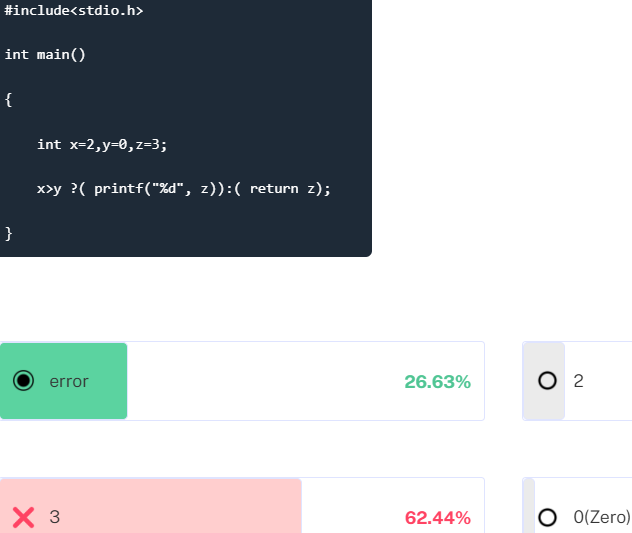 #include<stdio.h>
int main()
{
int x=2,y=0,z=3;
x>y ?( printf("%d", z)):( return z);
}
error 26.63% 2
3 62.44% 0(Zero)